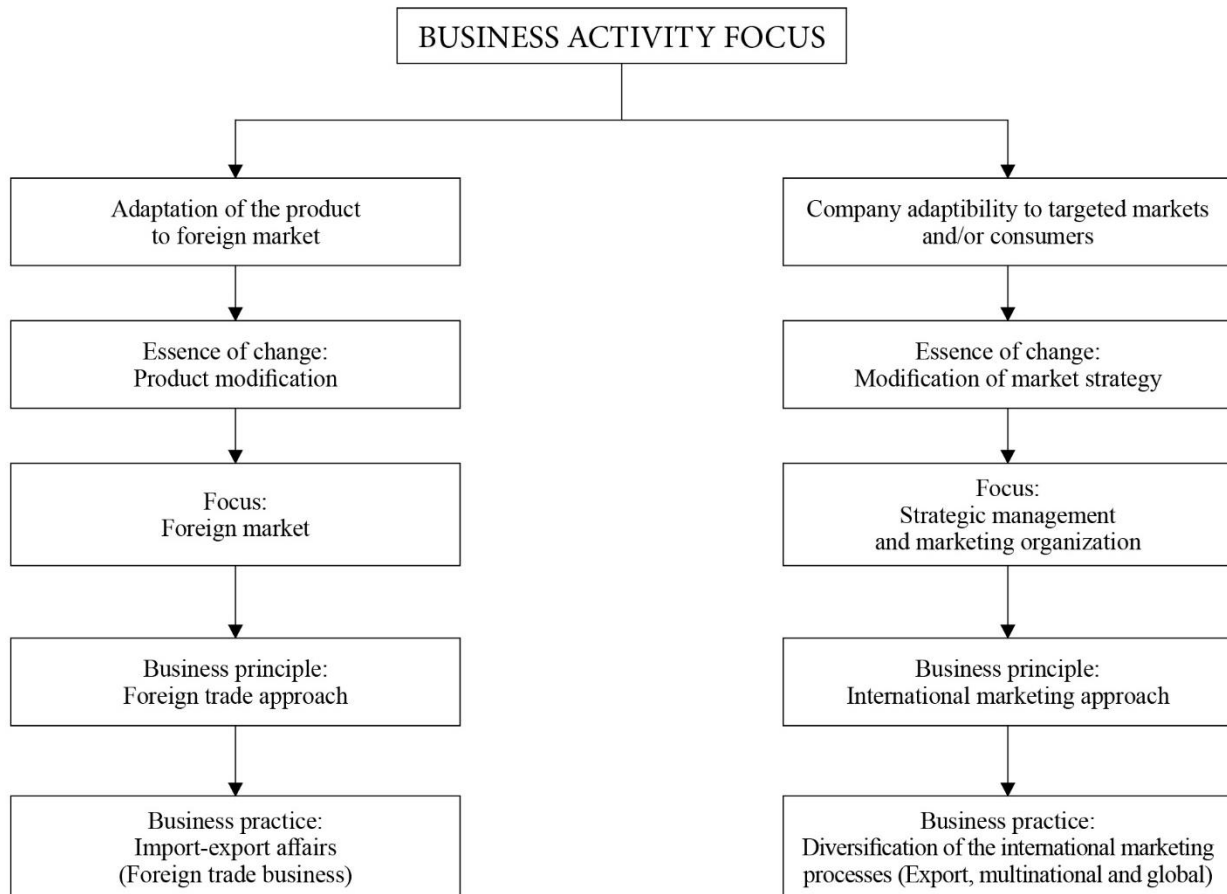 BUSINESS ACTIVITY FOCUS
Adaptation of the product
to foreign market
Essence of change:
Product modification
Focus:
Foreign market
Business principle:
Foreign trade approach
Business practice:
Import-export affairs
(Foreign trade business)
Company adaptibility to targeted markets
and/or consumers
Essence of change:
Modification of market strategy
Focus:
Strategic management
and marketing organization
Business principle:
International marketing approach
Business practice:
Diversification of the international marketing
processes (Export, multinational and global)